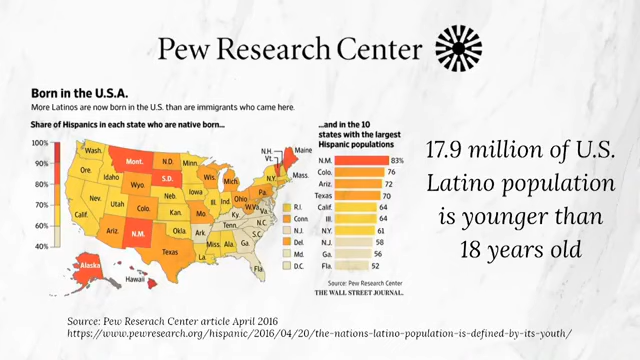 Pew Research Center
Born in the U.S.A.
More Latinos are now born in the U.S. than are immigrants who came here.
Share of Hispanics in each state who are native born...
100%
90%
80%
70%
60%
50%
40%
Wash.
Ore.
Calif.
Nev.
Idaho
Mont.
Wyo.
Utah
Colo.
Ariz.
N.M.
N.D.
S.D.
Neb.
Kan.
Okla.
Texas
Minn.
Iowa
Mo.
Ark
La
Wis.
Ill.
Ind
Mich.
Ohio
Ky.
Tenn.
Miss.
Ala
Ga.
Fla.
S.C.
N.C.
Va.
W.Va
Pa.
N.Y.
Vt.
N.H.
Maine
Mass.
R.I.
Conn
N.J.
Del.
Md.
D.C.
Alaska
Hawaii
...and in the 10
states with the largest
Hispanic populations
N.M. 83%
Colo. 76
Ariz. 72
Texas 70
Calif. 64
Ill. 64
N.Y. 61
N.J. 58
Ga. 56
Fla. 52
Source: Pew Research Center
THE WALL STREET JOURNAL.
17.9 million of U.S.
Latino population
is younger than
18 years old
Source: Pew Reserach Center article April 2016
https://www.pewresearch.org/hispanic/2016/04/20/the-nations-latino-population-is-defined-by-its-youth/